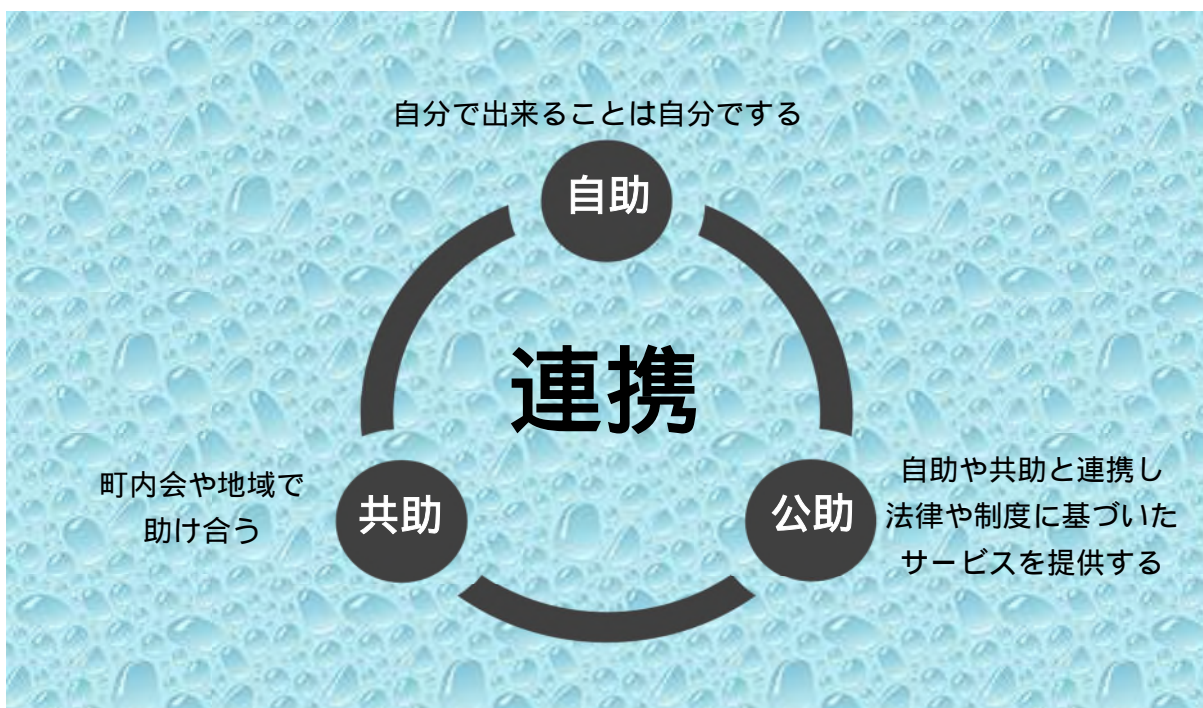 自分で出来ることは自分でする
自助
連携
町内会や地域で
助け合う
共助
公助
自助や共助と連携し
法律や制度に基づいた
サービスを提供する